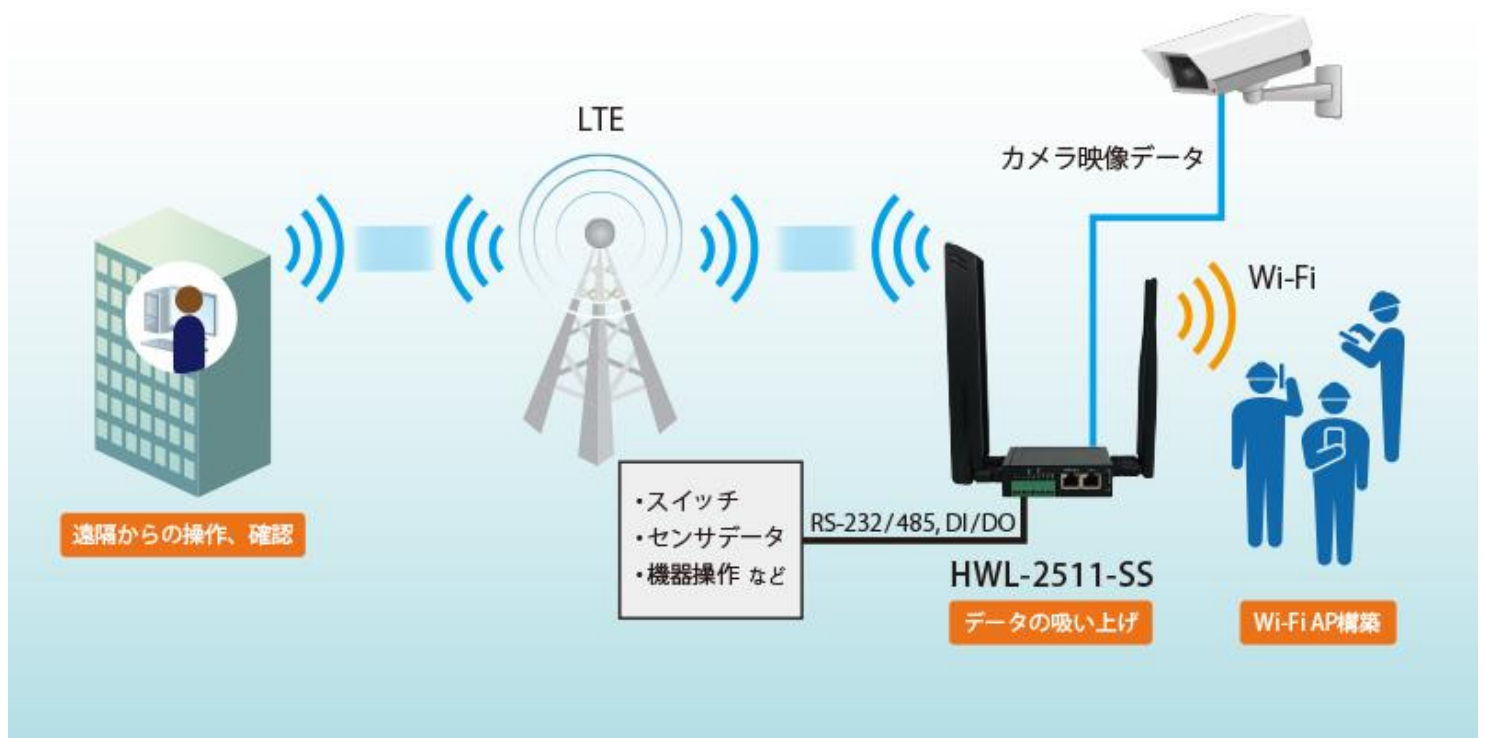 LTE
カメラ映像データ
Wi-Fi
遠隔からの操作、確認
・スイッチ
・センサデータ
・機器操作 など
RS-232/485, DI/DO
HWL-2511-SS
データの吸い上げ
Wi-Fi AP構築